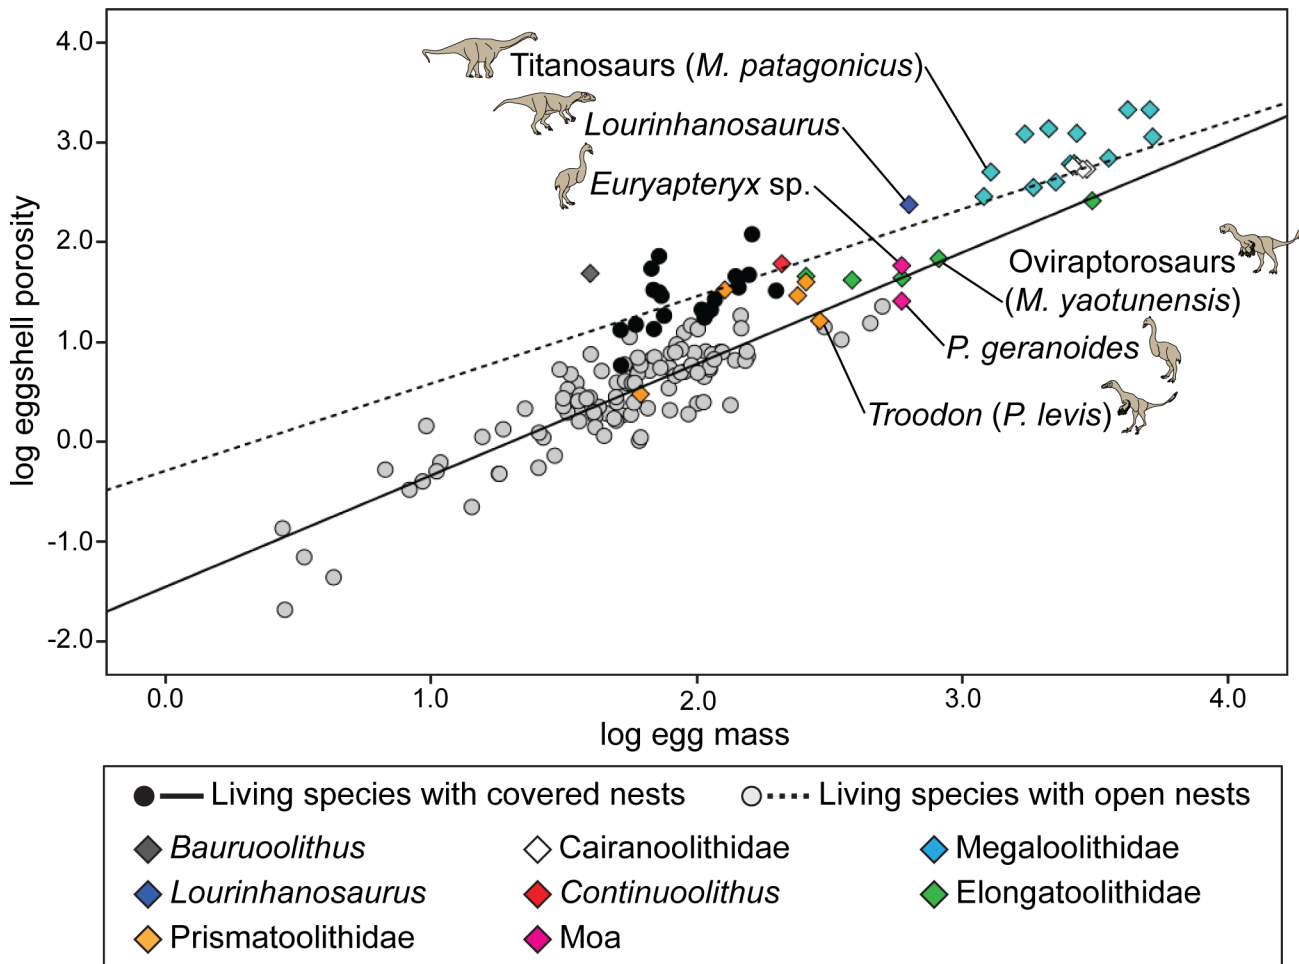 4.0
3.0
2.0
1.0
0.0
-1.0
-2.0
log eggshell porosity
Titanosaurs (M. patagonicus)
Lourinhanosaurus
Euryapteryx sp.
Oviraptorosaurs
(M. yaotunensis)
P. geranoides
Troodon (P. levis)
0.0 1.0 2.0 3.0 4.0
log egg mass
Living species with covered nests Living species with open nests
Bauruoolithus Cairanoolithidae Megaloolithidae
Lourinhanosaurus Continuoolithus Elongatoolithidae
Prismatoolithidae Moa